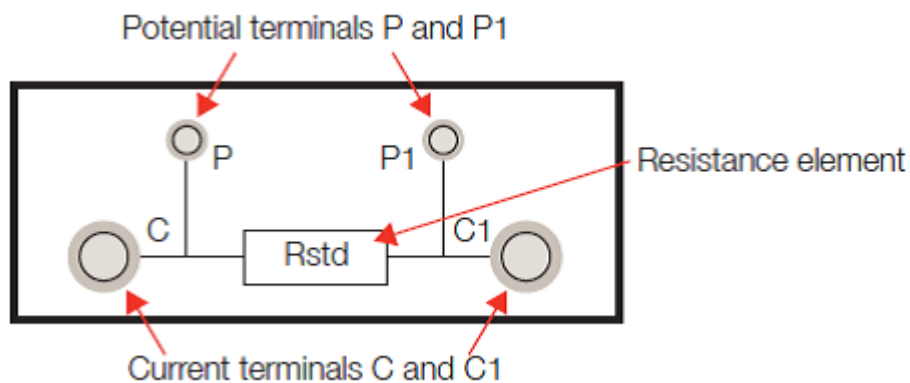 Potential terminals P and P1
P
P1
Resistance element
C
Rstd
C1
Current terminals C and C1